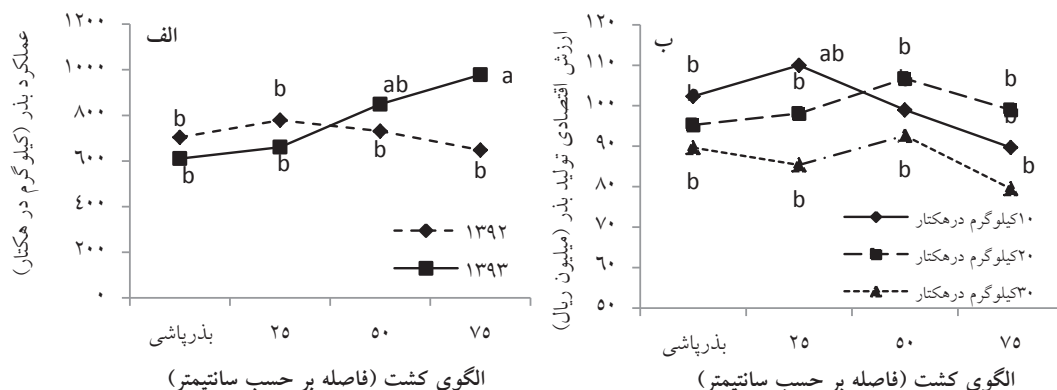 الف
عملکرد بذر (کیلوگرم در هکتار)
۱۲۰۰
۱۰۰۰
۸۰۰
۶۰۰
۴۰۰
۲۰۰
۰
b
b
ab
a
b
b
b
b
۱۳۹۲
۱۳۹۳
بذرپاشی
۲۵
۵۰
۷۵
الگوی کشت (فاصله بر حسب سانتیمتر)
ب
ارزش اقتصادی تولید بذر (میلیون ریال)
۱۲۰
۱۱۰
۱۰۰
۹۰
۸۰
۷۰
۶۰
۵۰
b
ab
b
b
b
b
b
b
b
b
b
b
۱۰کیلوگرم درهکتار
۲۰کیلوگرم درهکتار
۳۰کیلوگرم درهکتار
بذرپاشی
۲۵
۵۰
۷۵
الگوی کشت (فاصله بر حسب سانتیمتر)